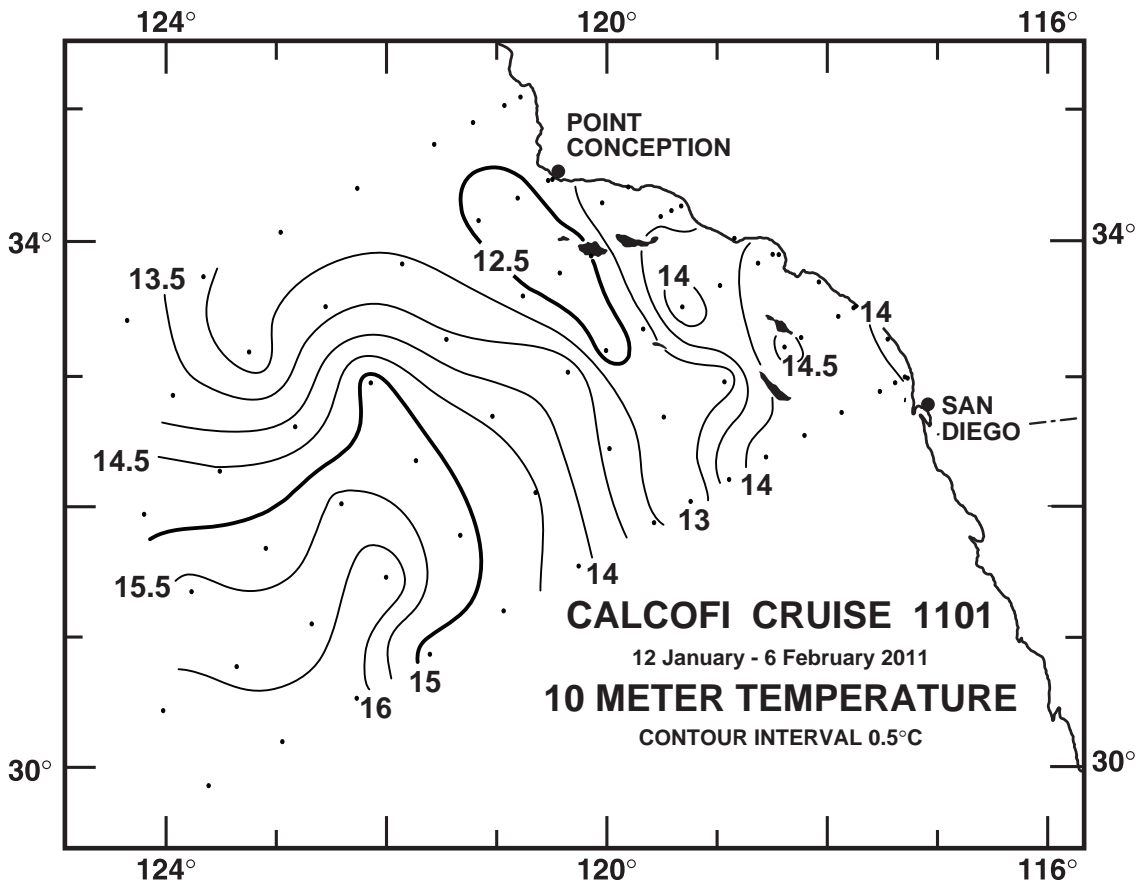 124° 120° 116°
POINT
CONCEPTION
34° 34°
12.5
13.5 14
14
14.5
SAN
DIEGO
14.5
14
13
14
15.5
CALCOFI CRUISE 1101
12 January - 6 February 2011
15
10 METER TEMPERATURE
16
CONTOUR INTERVAL 0.5°C
30° 30°
124° 120° 116°